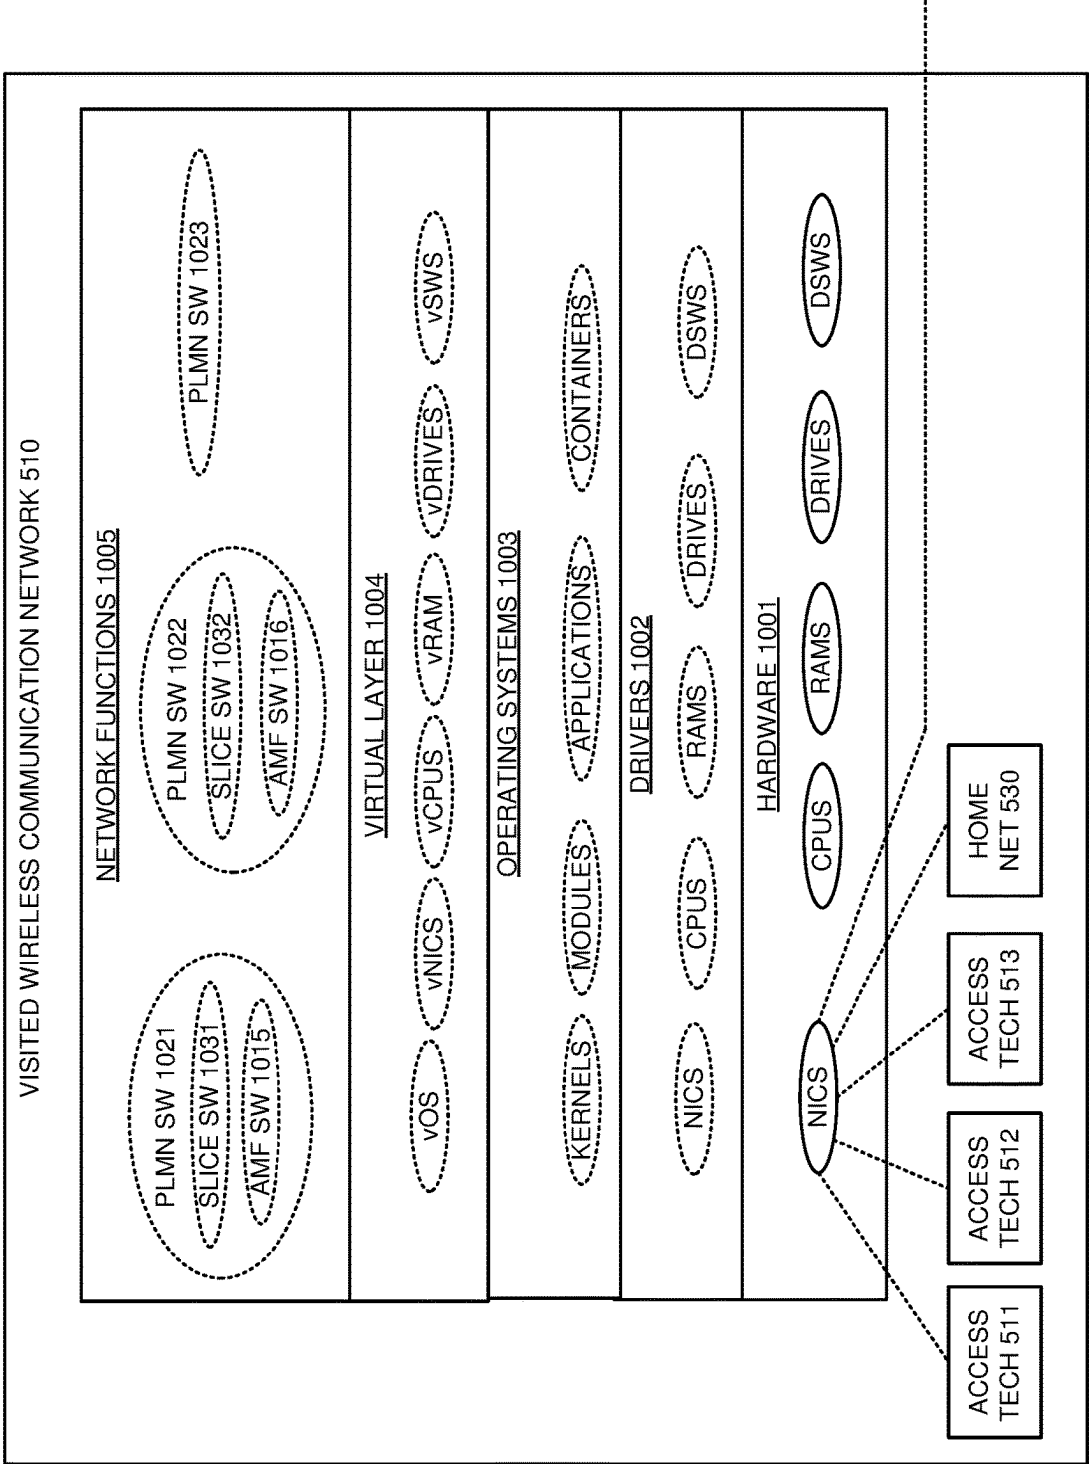 VISITED WIRELESS COMMUNICATION NETWORK 510
NETWORK FUNCTIONS 1005
PLMN SW 1021
SLICE SW 1031
AMF SW 1015
PLMN SW 1022
SLICE SW 1032
AMF SW 1016
PLMN SW 1023
VIRTUAL LAYER 1004
vOS
vNICS
vCPUS
vRAM
vDRIVES
vSWS
OPERATING SYSTEMS 1003
KERNELS
MODULES
APPLICATIONS
CONTAINERS
DRIVERS 1002
NICS
CPUS
RAMS
DRIVES
DSWS
HARDWARE 1001
NICS
CPUS
RAMS
DRIVES
DSWS
ACCESS
TECH 511
ACCESS
TECH 512
ACCESS
TECH 513
HOME
NET 530